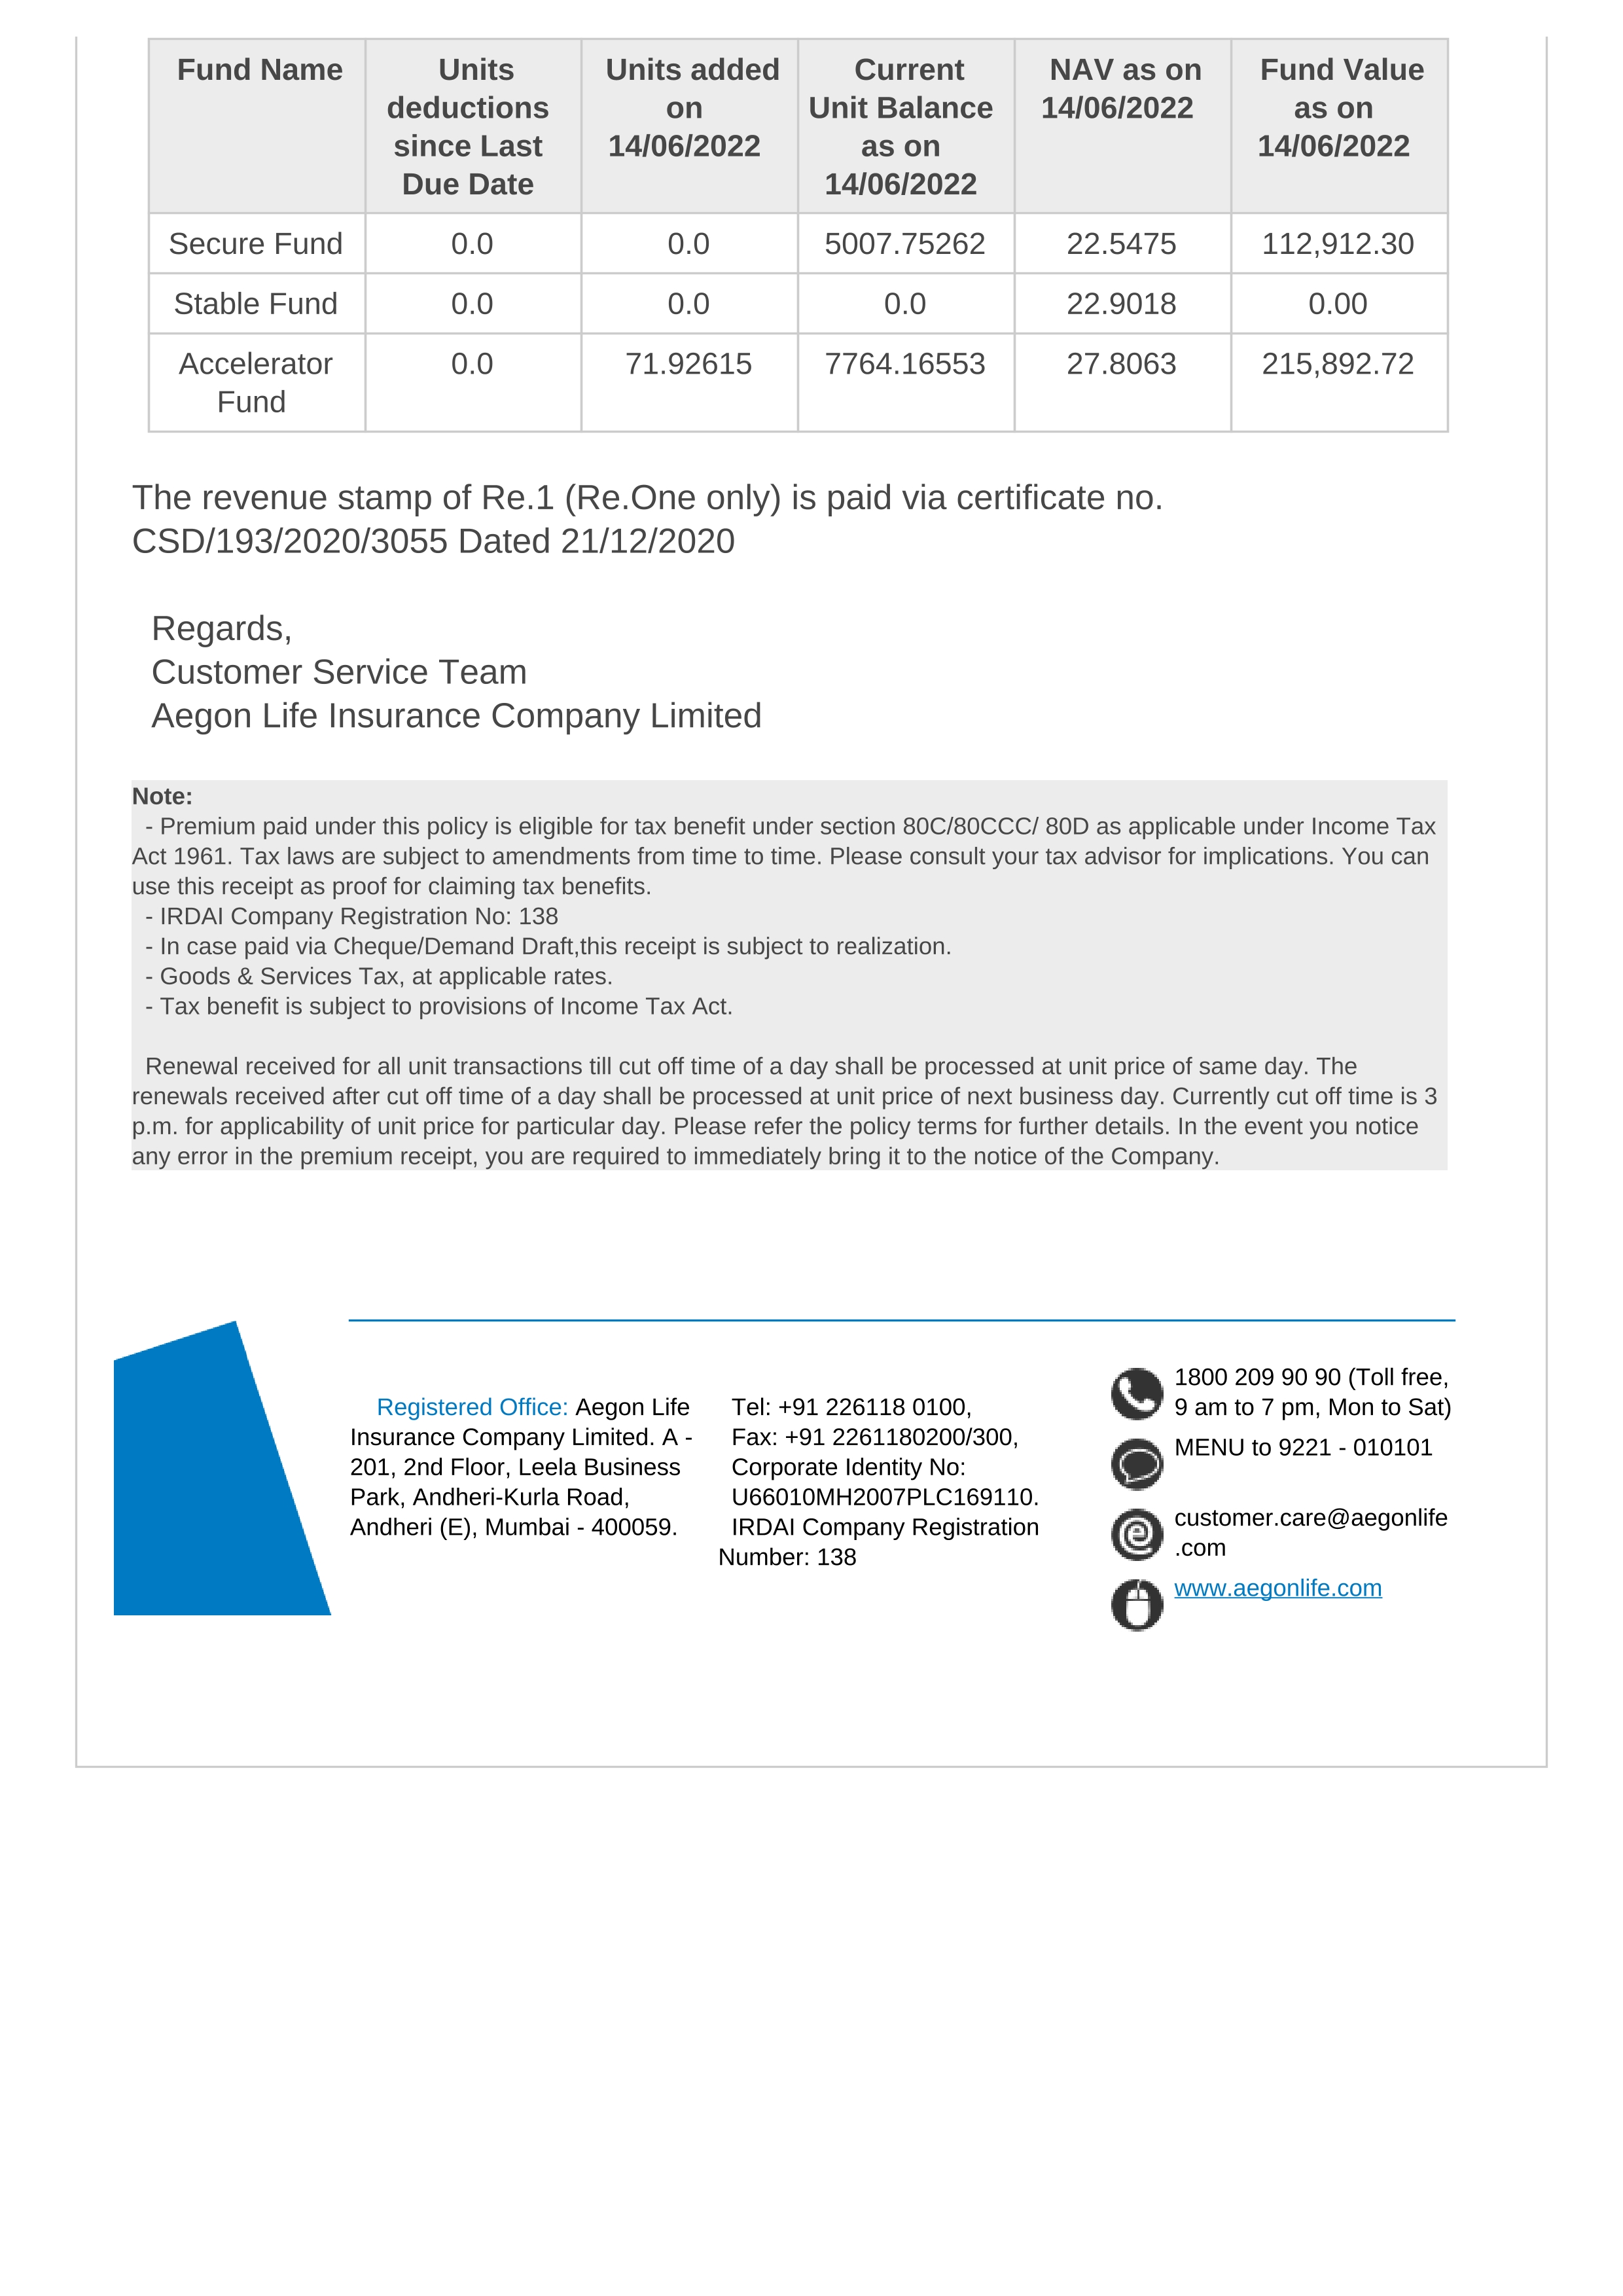 Fund Name Units deductions since Last Due Date Units added on 14/06/2022 Current Unit Balance as on 14/06/2022 NAV as on 14/06/2022 Fund Value as on 14/06/2022
Secure Fund 0.0 0.0 5007.75262 22.5475 112,912.30
Stable Fund 0.0 0.0 0.0 22.9018 0.00
Accelerator Fund 0.0 71.92615 7764.16553 27.8063 215,892.72
The revenue stamp of Re.1 (Re.One only) is paid via certificate no.
CSD/193/2020/3055 Dated 21/12/2020
Regards,
Customer Service Team
Aegon Life Insurance Company Limited
Note:
- Premium paid under this policy is eligible for tax benefit under section 80C/80CCC/ 80D as applicable under Income Tax
Act 1961. Tax laws are subject to amendments from time to time. Please consult your tax advisor for implications. You can
use this receipt as proof for claiming tax benefits.
- IRDAI Company Registration No: 138
- In case paid via Cheque/Demand Draft,this receipt is subject to realization.
- Goods & Services Tax, at applicable rates.
- Tax benefit is subject to provisions of Income Tax Act.
Renewal received for all unit transactions till cut off time of a day shall be processed at unit price of same day. The
renewals received after cut off time of a day shall be processed at unit price of next business day. Currently cut off time is 3
p.m. for applicability of unit price for particular day. Please refer the policy terms for further details. In the event you notice
any error in the premium receipt, you are required to immediately bring it to the notice of the Company.
Registered Office: Aegon Life
Insurance Company Limited. A -
201, 2nd Floor, Leela Business
Park, Andheri-Kurla Road,
Andheri (E), Mumbai - 400059.
Tel: +91 226118 0100,
Fax: +91 2261180200/300,
Corporate Identity No:
U66010MH2007PLC169110.
IRDAI Company Registration
Number: 138
1800 209 90 90 (Toll free,
9 am to 7 pm, Mon to Sat)
MENU to 9221 - 010101
customer.care@aegonlife
.com
www.aegonlife.com